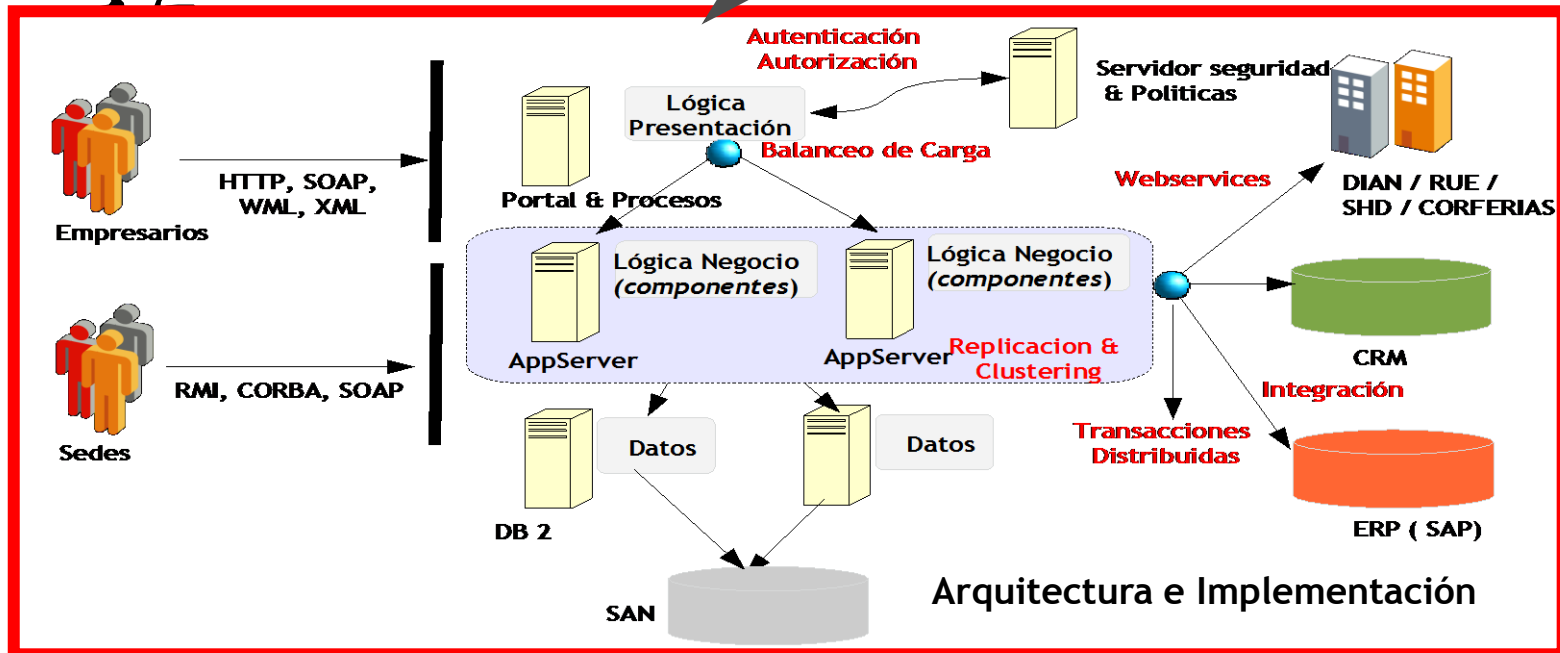 Autenticación
Autorización
Servidor seguridad
& Politicas
Lógica
Presentación
Balanceo de Carga
HTTP, SOAP,
WML, XML
Empresarios
Portal & Procesos
Webservices
DIAN / RUE /
SHD / CORFERIAS
Lógica Negocio
(componentes)
Lógica Negocio
(componentes)
AppServer
AppServer
Replicacion &
Clustering
CRM
RMI, CORBA, SOAP
Sedes
Integración
Datos
Datos
Transacciones
Distribuidas
DB 2
ERP ( SAP)
SAN
Arquitectura e Implementación